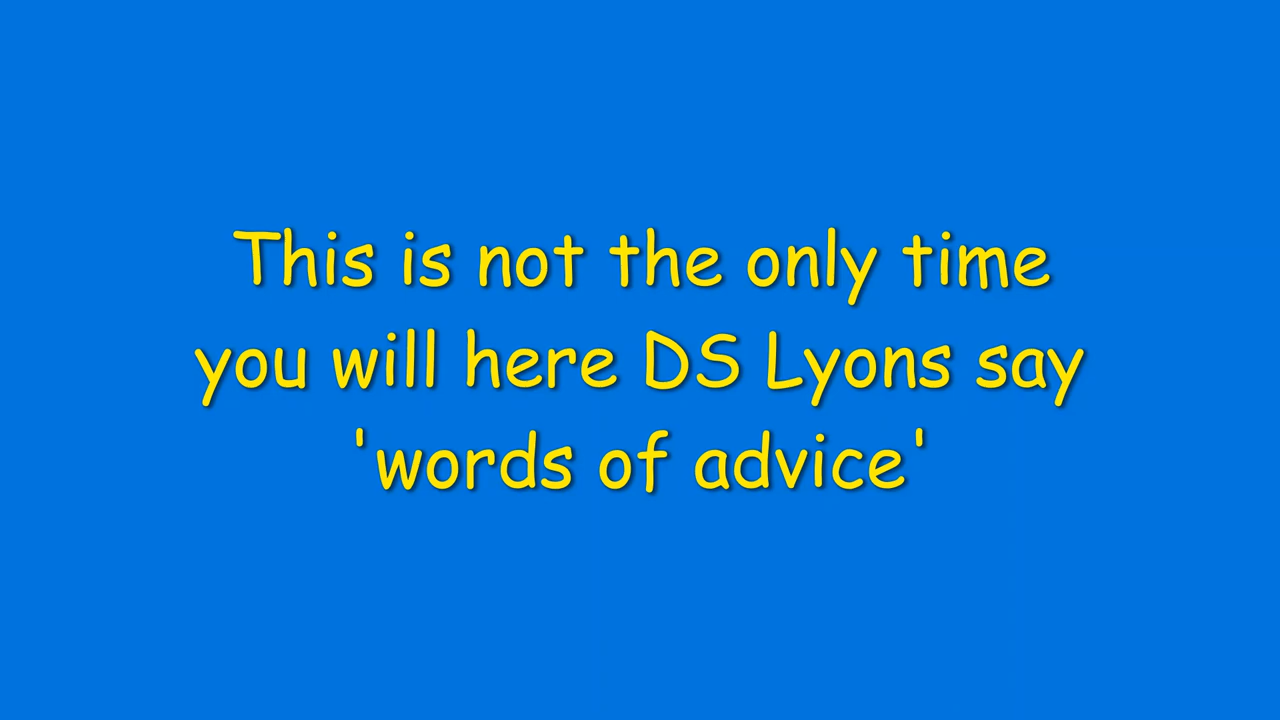 This is not the only time
you will here DS Lyons say
'words of advice'